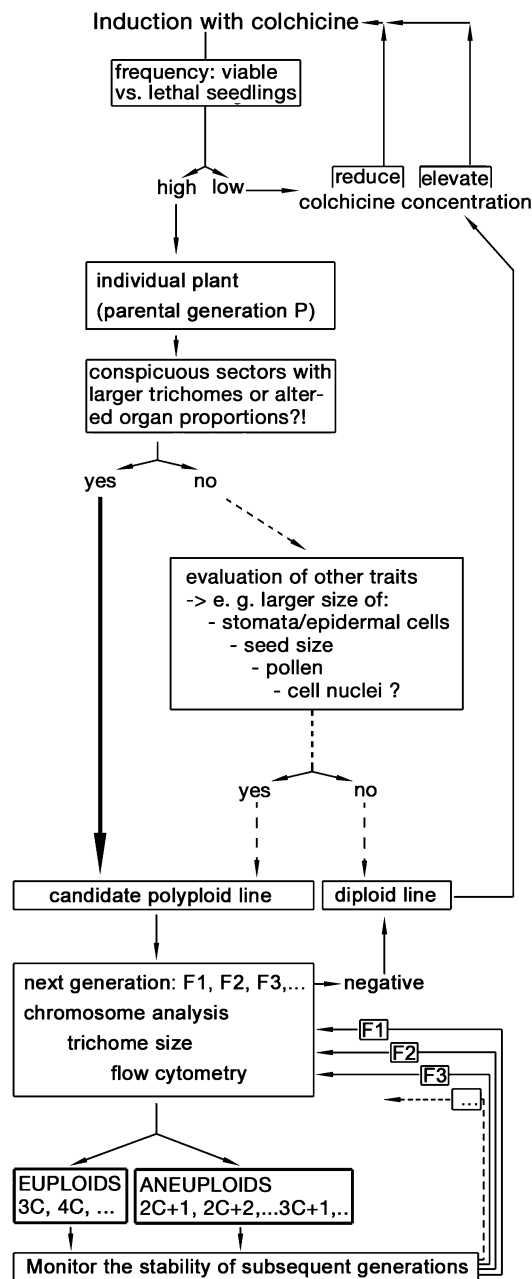 Induction with colchicine
frequency: viable
vs. lethal seedlings
high low
reduce elevate
colchicine concentration
individual plant
(parental generation P)
conspicuous sectors with
larger trichomes or alter-
ed organ proportions?!
yes no
evaluation of other traits
-> e. g. larger size of:
- stomata/epidermal cells
- seed size
- pollen
- cell nuclei ?
yes no
candidate polyploid line
diploid line
next generation: F1, F2, F3,...
negative
chromosome analysis
trichome size
flow cytometry
F1
F2
F3
...
EUPLOIDS
3C, 4C, ...
ANEUPLOIDS
2C+1, 2C+2,...3C+1,..
Monitor the stability of subsequent generations